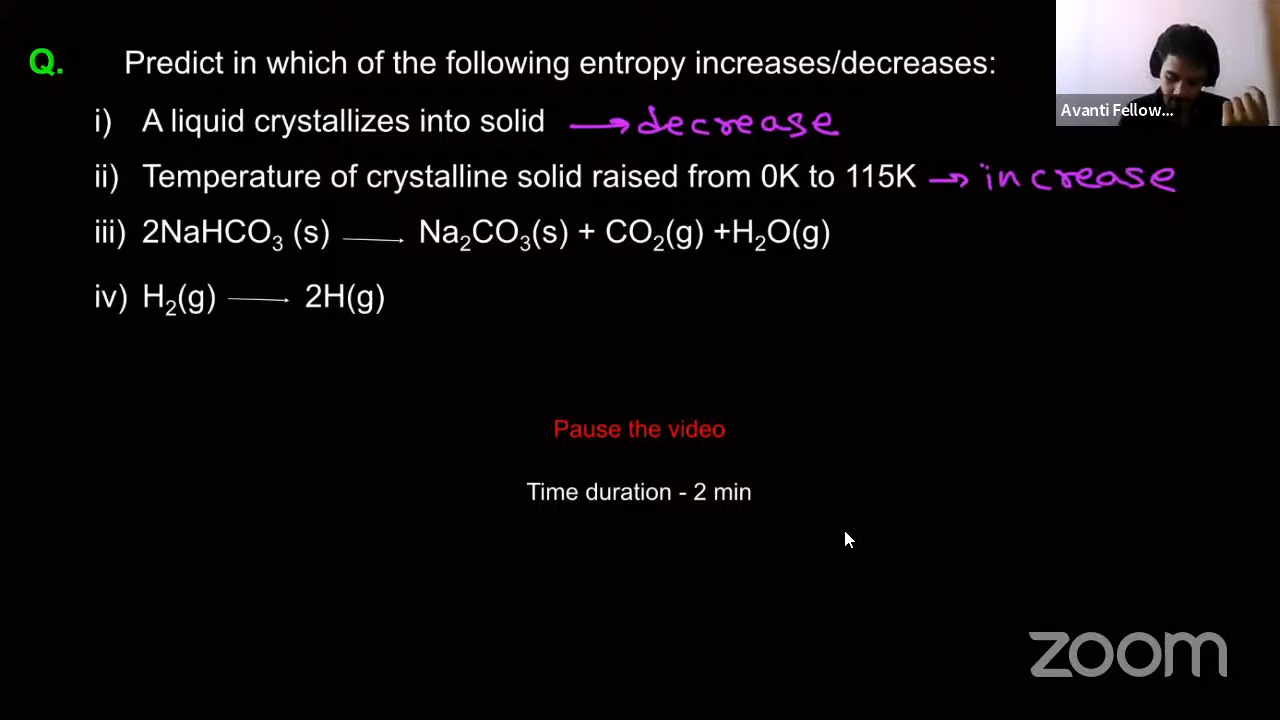 Q. Predict in which of the following entropy increases/decreases:
i) A liquid crystallizes into solid → decrease
ii) Temperature of crystalline solid raised from 0K to 115K → increase
iii) 2NaHCO₃ (s) ⟶ Na₂CO₃(s) + CO₂(g) +H₂O(g)
iv) H₂(g) ⟶ 2H(g)
Pause the video
Time duration - 2 min
Avanti Fellow...
zoom